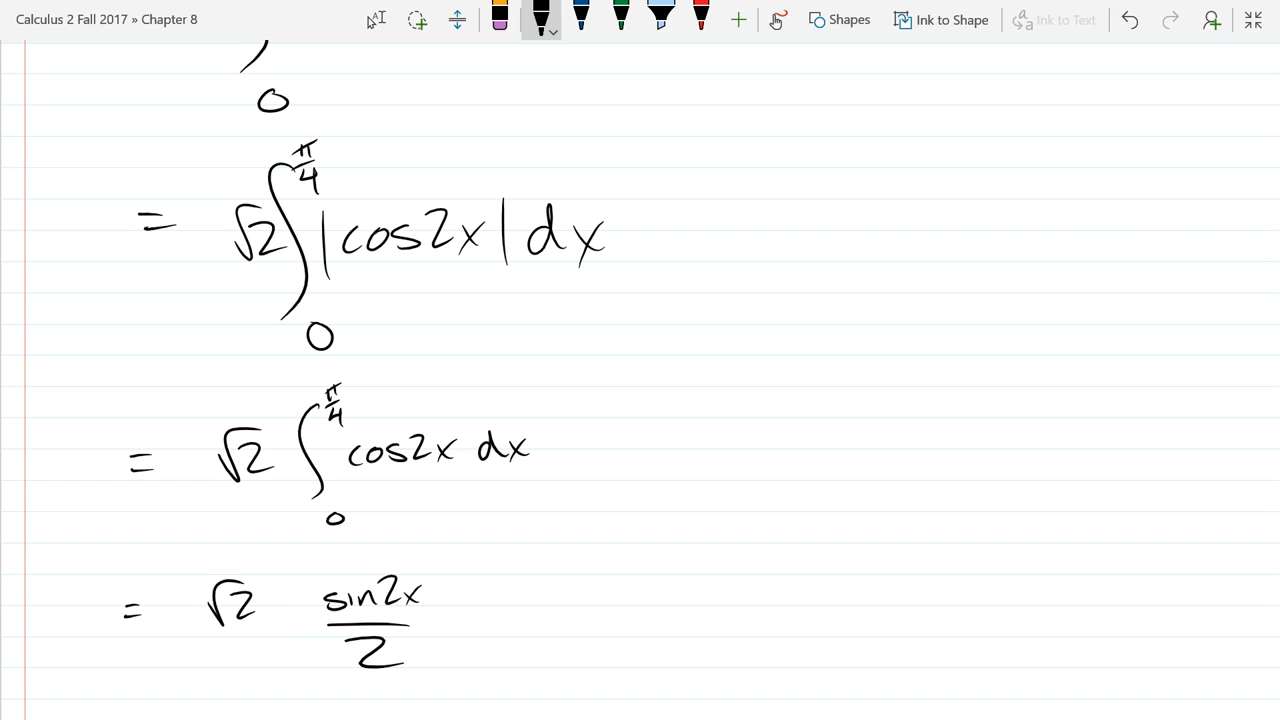 Calculus 2 Fall 2017 » Chapter 8 Shapes Ink to Shape Ink to Text
0
= √2 ∫₀^(π/4) |cos2x| dx
= √2 ∫₀^(π/4) cos2x dx
= √2 sin2x/2